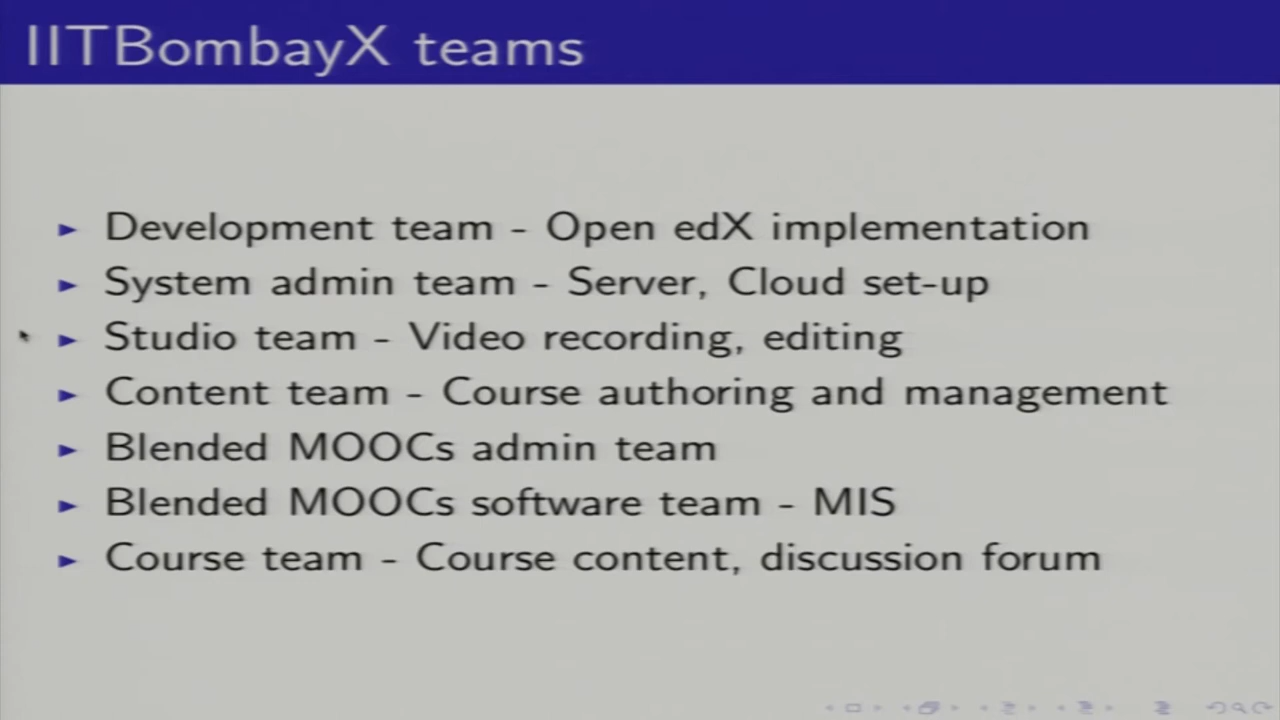 IITBombayX teams
Development team - Open edX implementation
System admin team - Server, Cloud set-up
Studio team - Video recording, editing
Content team - Course authoring and management
Blended MOOCs admin team
Blended MOOCs software team - MIS
Course team - Course content, discussion forum